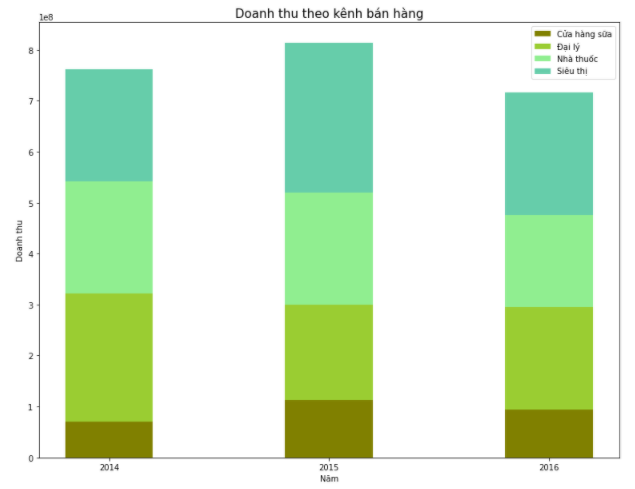 Doanh thu theo kênh bán hàng
1e8
Cửa hàng sữa
Đại lý
Nhà thuốc
Siêu thị
8
7
6
5
4
3
2
1
0
Doanh thu
2014
2015
2016
Năm